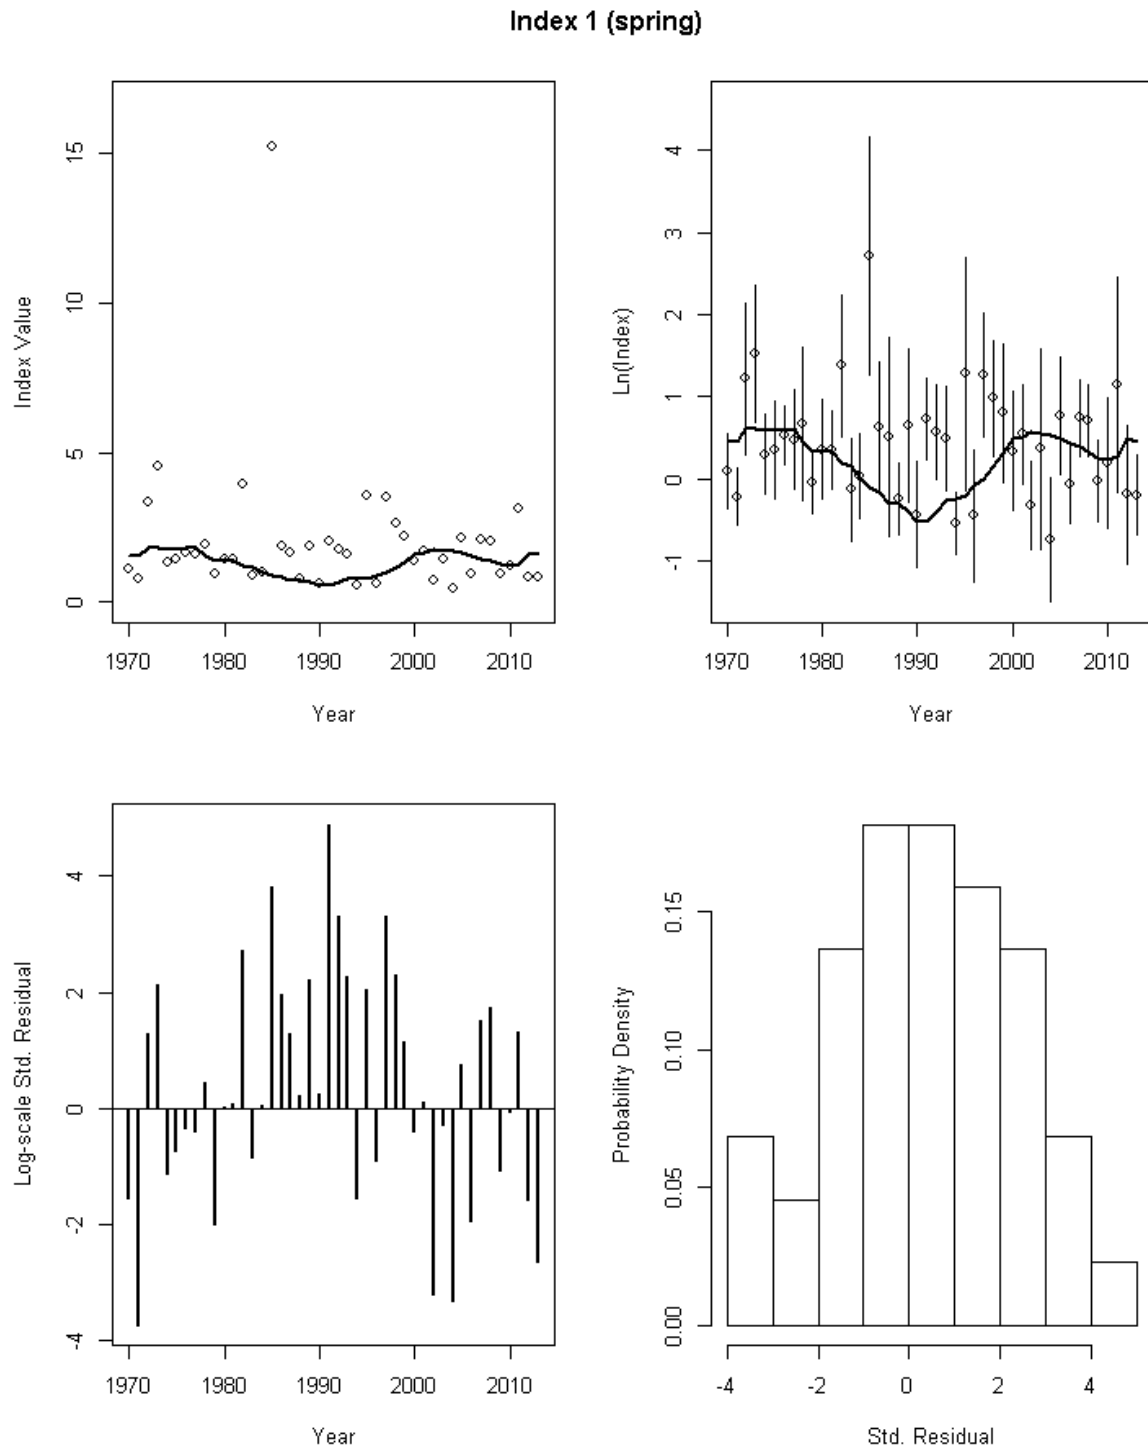 Index 1 (spring)
Index Value
15
10
5
0
1970 1980 1990 2000 2010
Year
Ln(Index)
4
3
2
1
0
-1
1970 1980 1990 2000 2010
Year
Log-scale Std. Residual
4
2
0
-2
-4
1970 1980 1990 2000 2010
Year
Probability Density
0.15
0.10
0.05
0.00
-4 -2 0 2 4
Std. Residual